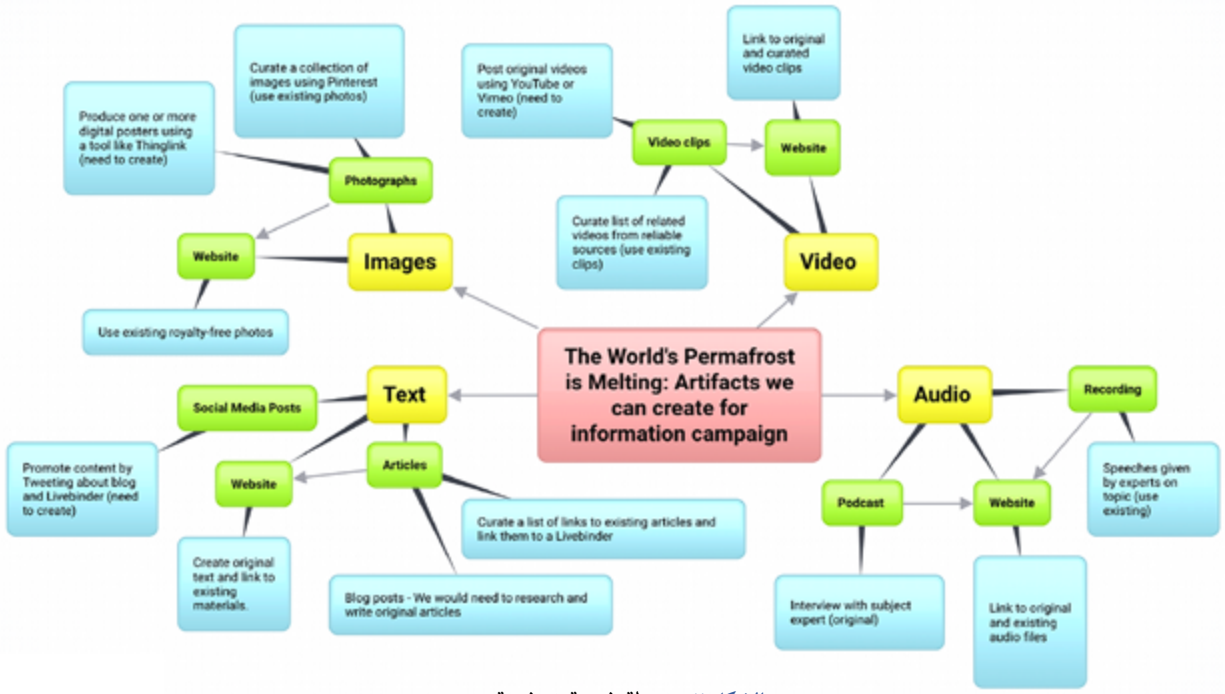 Curate a collection of
images using Pinterest
(use existing photos)
Produce one or more
digital posters using
a tool like Thinglink
(need to create)
Photographs
Website
Images
Use existing royalty-free photos
Post original videos
using YouTube or
Vimeo (need to
create)
Link to original
and curated
video clips
Video clips
Website
Curate list of related
videos from reliable
sources (use existing
clips)
Video
The World's Permafrost
is Melting: Artifacts we
can create for
information campaign
Text
Social Media Posts
Promote content by
Tweeting about blog
and Livebinder (need
to create)
Website
Articles
Create original
text and link to
existing
materials.
Curate a list of links to existing articles and
link them to a Livebinder
Blog posts - We would need to research and
write original articles
Audio
Recording
Speeches given
by experts on
topic (use
existing)
Podcast
Website
Interview with subject
expert (original)
Link to original
and existing
audio files